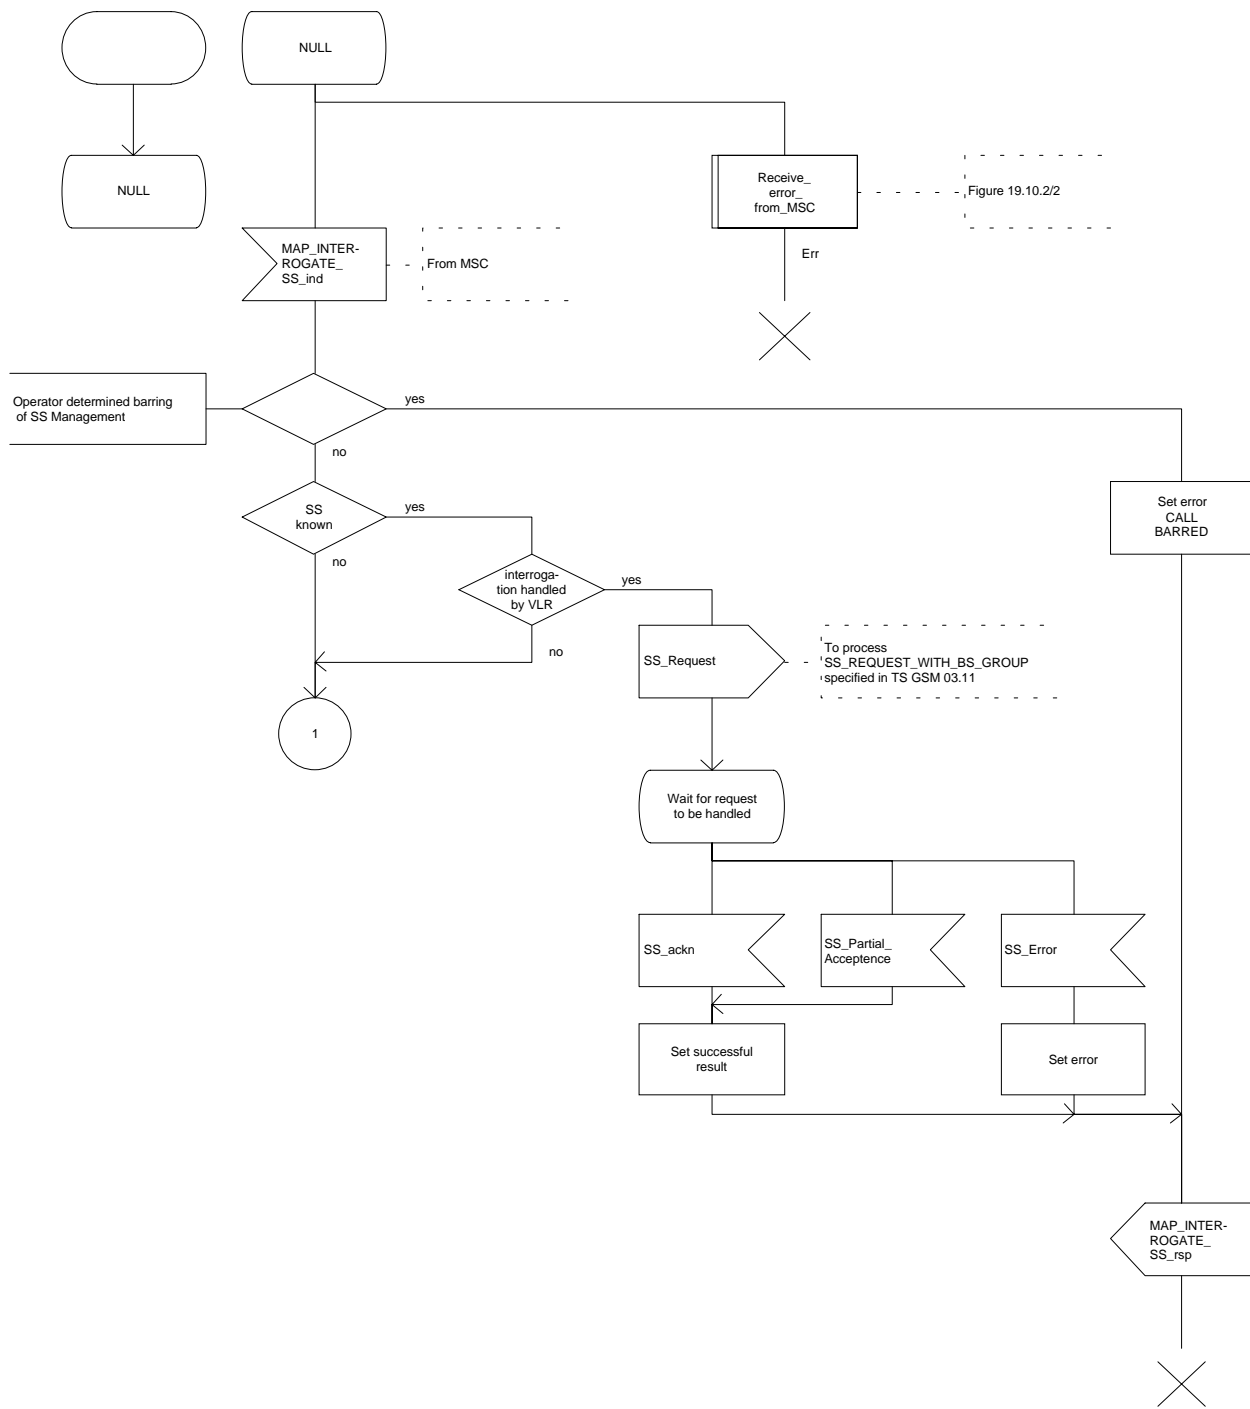 NULL
NULL
Receive_
error_
from_MSC
Figure 19.10.2/2
MAP_INTER-
ROGATE_
SS_ind
From MSC
Err
Operator determined barring
of SS Management
yes
no
SS
known
yes
no
Set error
CALL
BARRED
interroga-
tion handled
by VLR
yes
no
SS_Request
To process
SS_REQUEST_WITH_BS_GROUP
specified in TS GSM 03.11
1
Wait for request
to be handled
SS_ackn
SS_Partial_
Acceptence
SS_Error
Set successful
result
Set error
MAP_INTER-
ROGATE_
SS_rsp